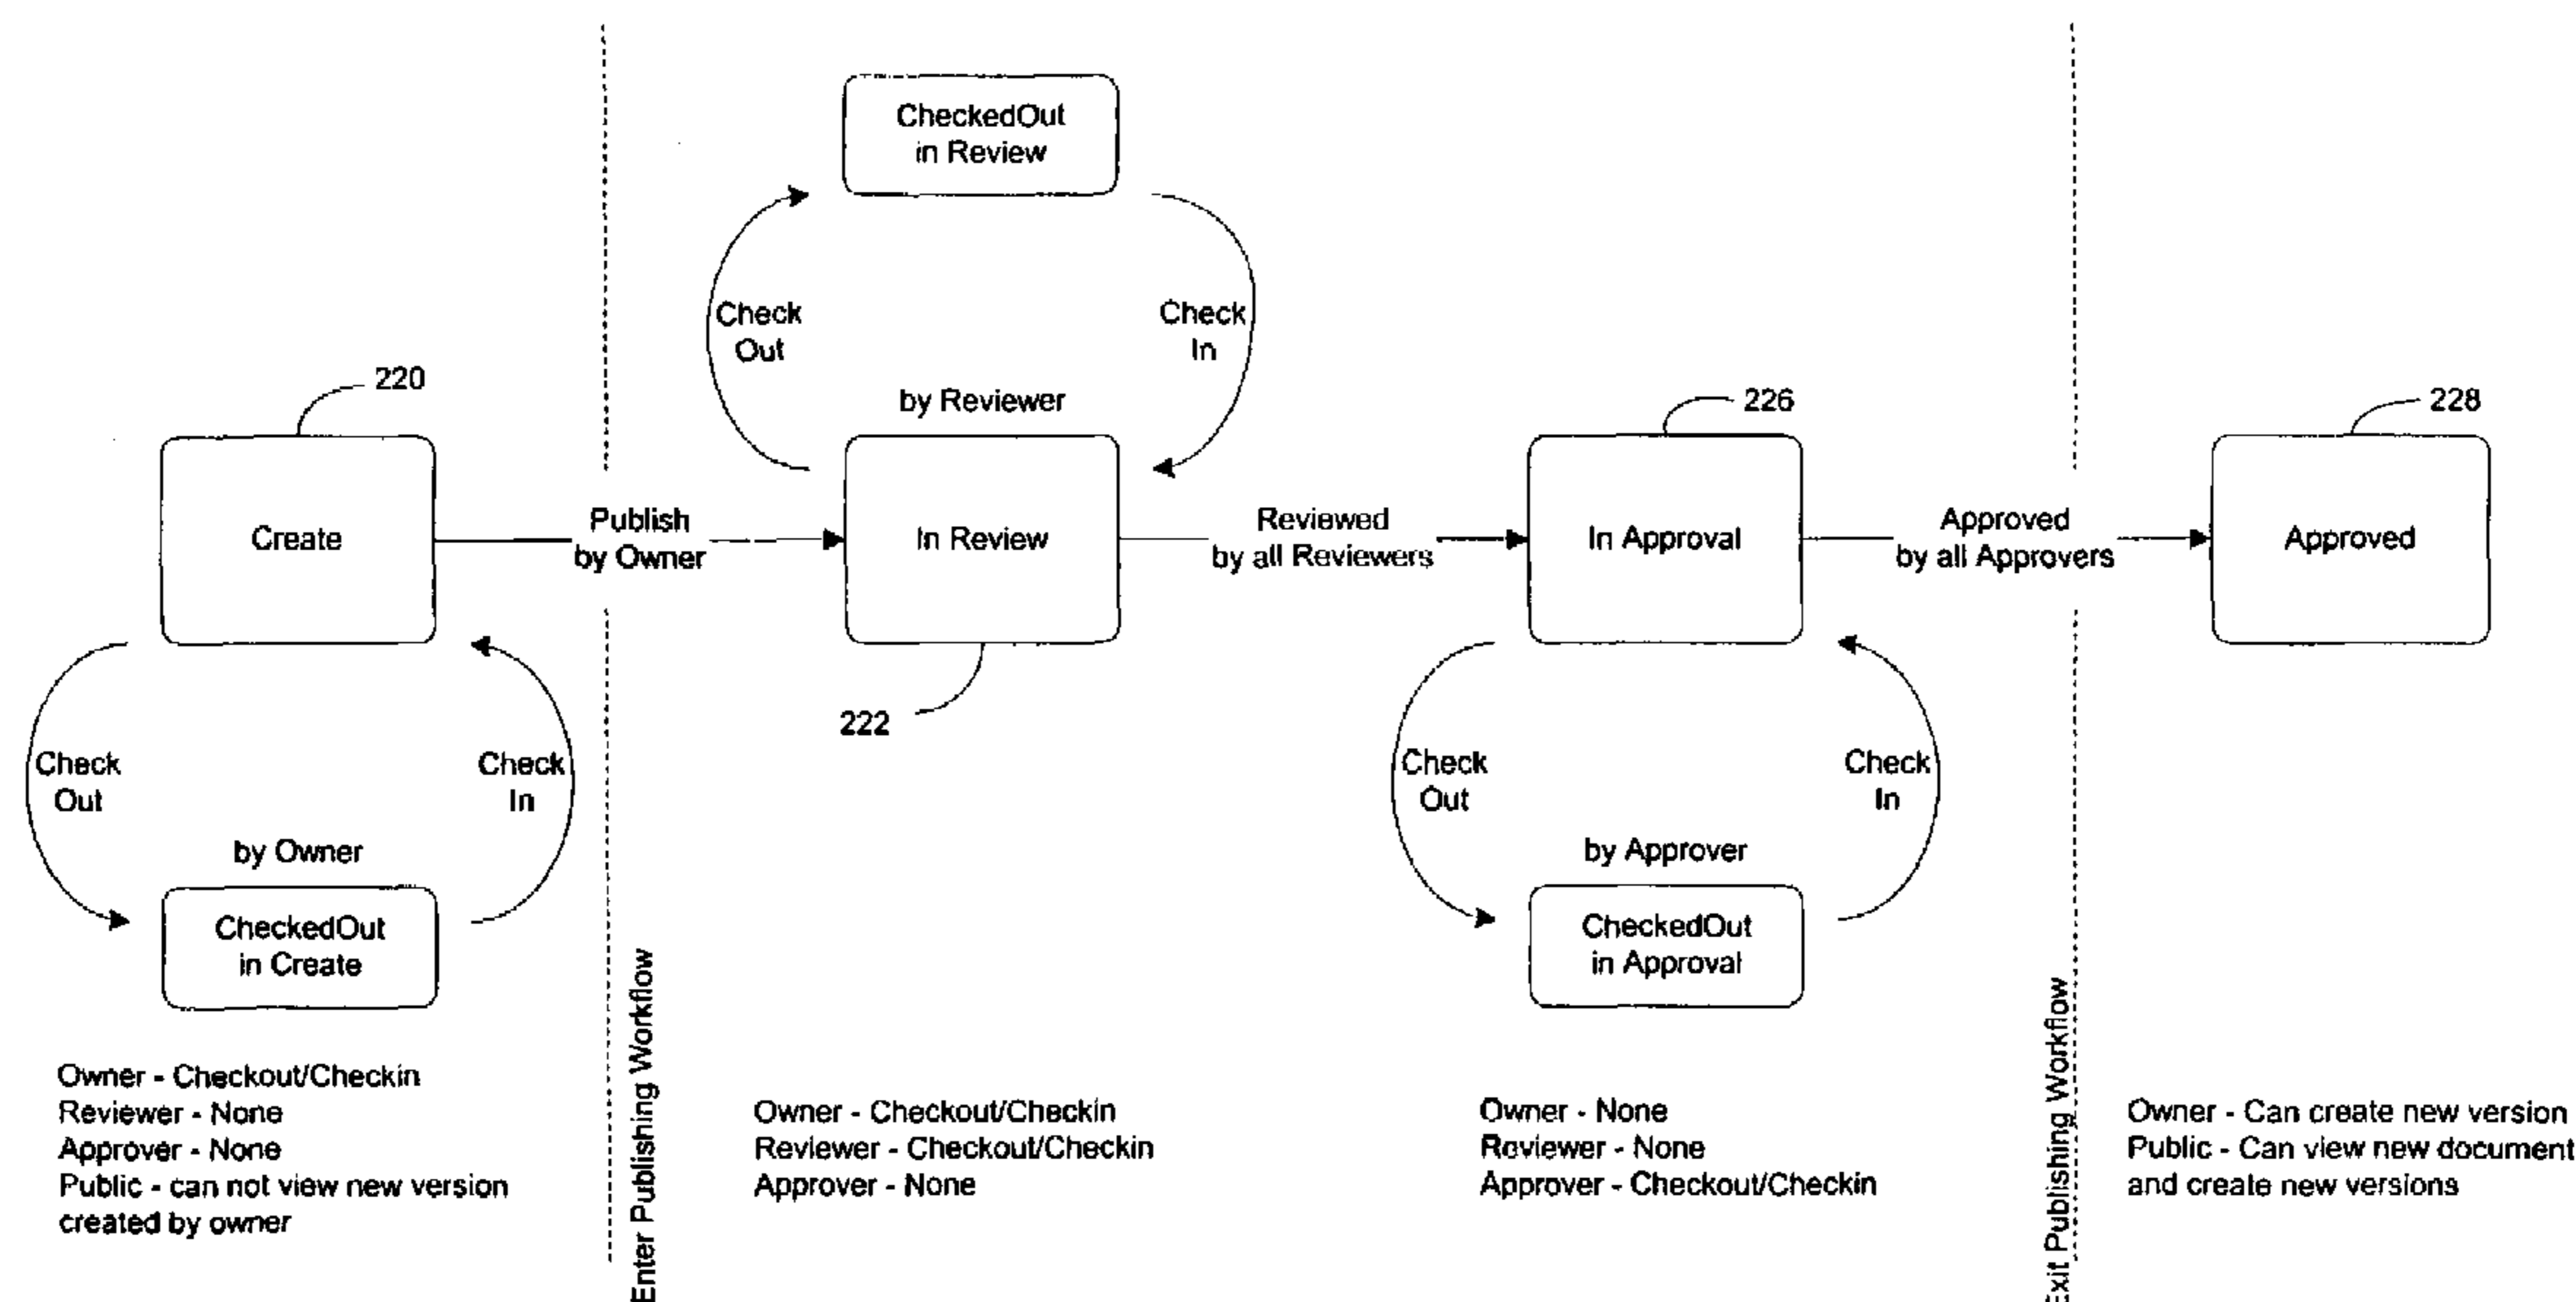 CheckedOut
in Review
Check
Out
Check
In
by Reviewer
220
Create
Publish
by Owner
In Review
222
Reviewed
by all Reviewers
226
In Approval
Approved
by all Approvers
228
Approved
Check
Out
Check
In
by Owner
CheckedOut
in Create
Check
Out
Check
In
by Approver
CheckedOut
in Approval
Owner - Checkout/Checkin
Reviewer - None
Approver - None
Public - can not view new version
created by owner
Enter Publishing Workflow
Owner - Checkout/Checkin
Reviewer - Checkout/Checkin
Approver - None
Owner - None
Reviewer - None
Approver - Checkout/Checkin
Exit Publishing Workflow
Owner - Can create new version
Public - Can view new document
and create new versions